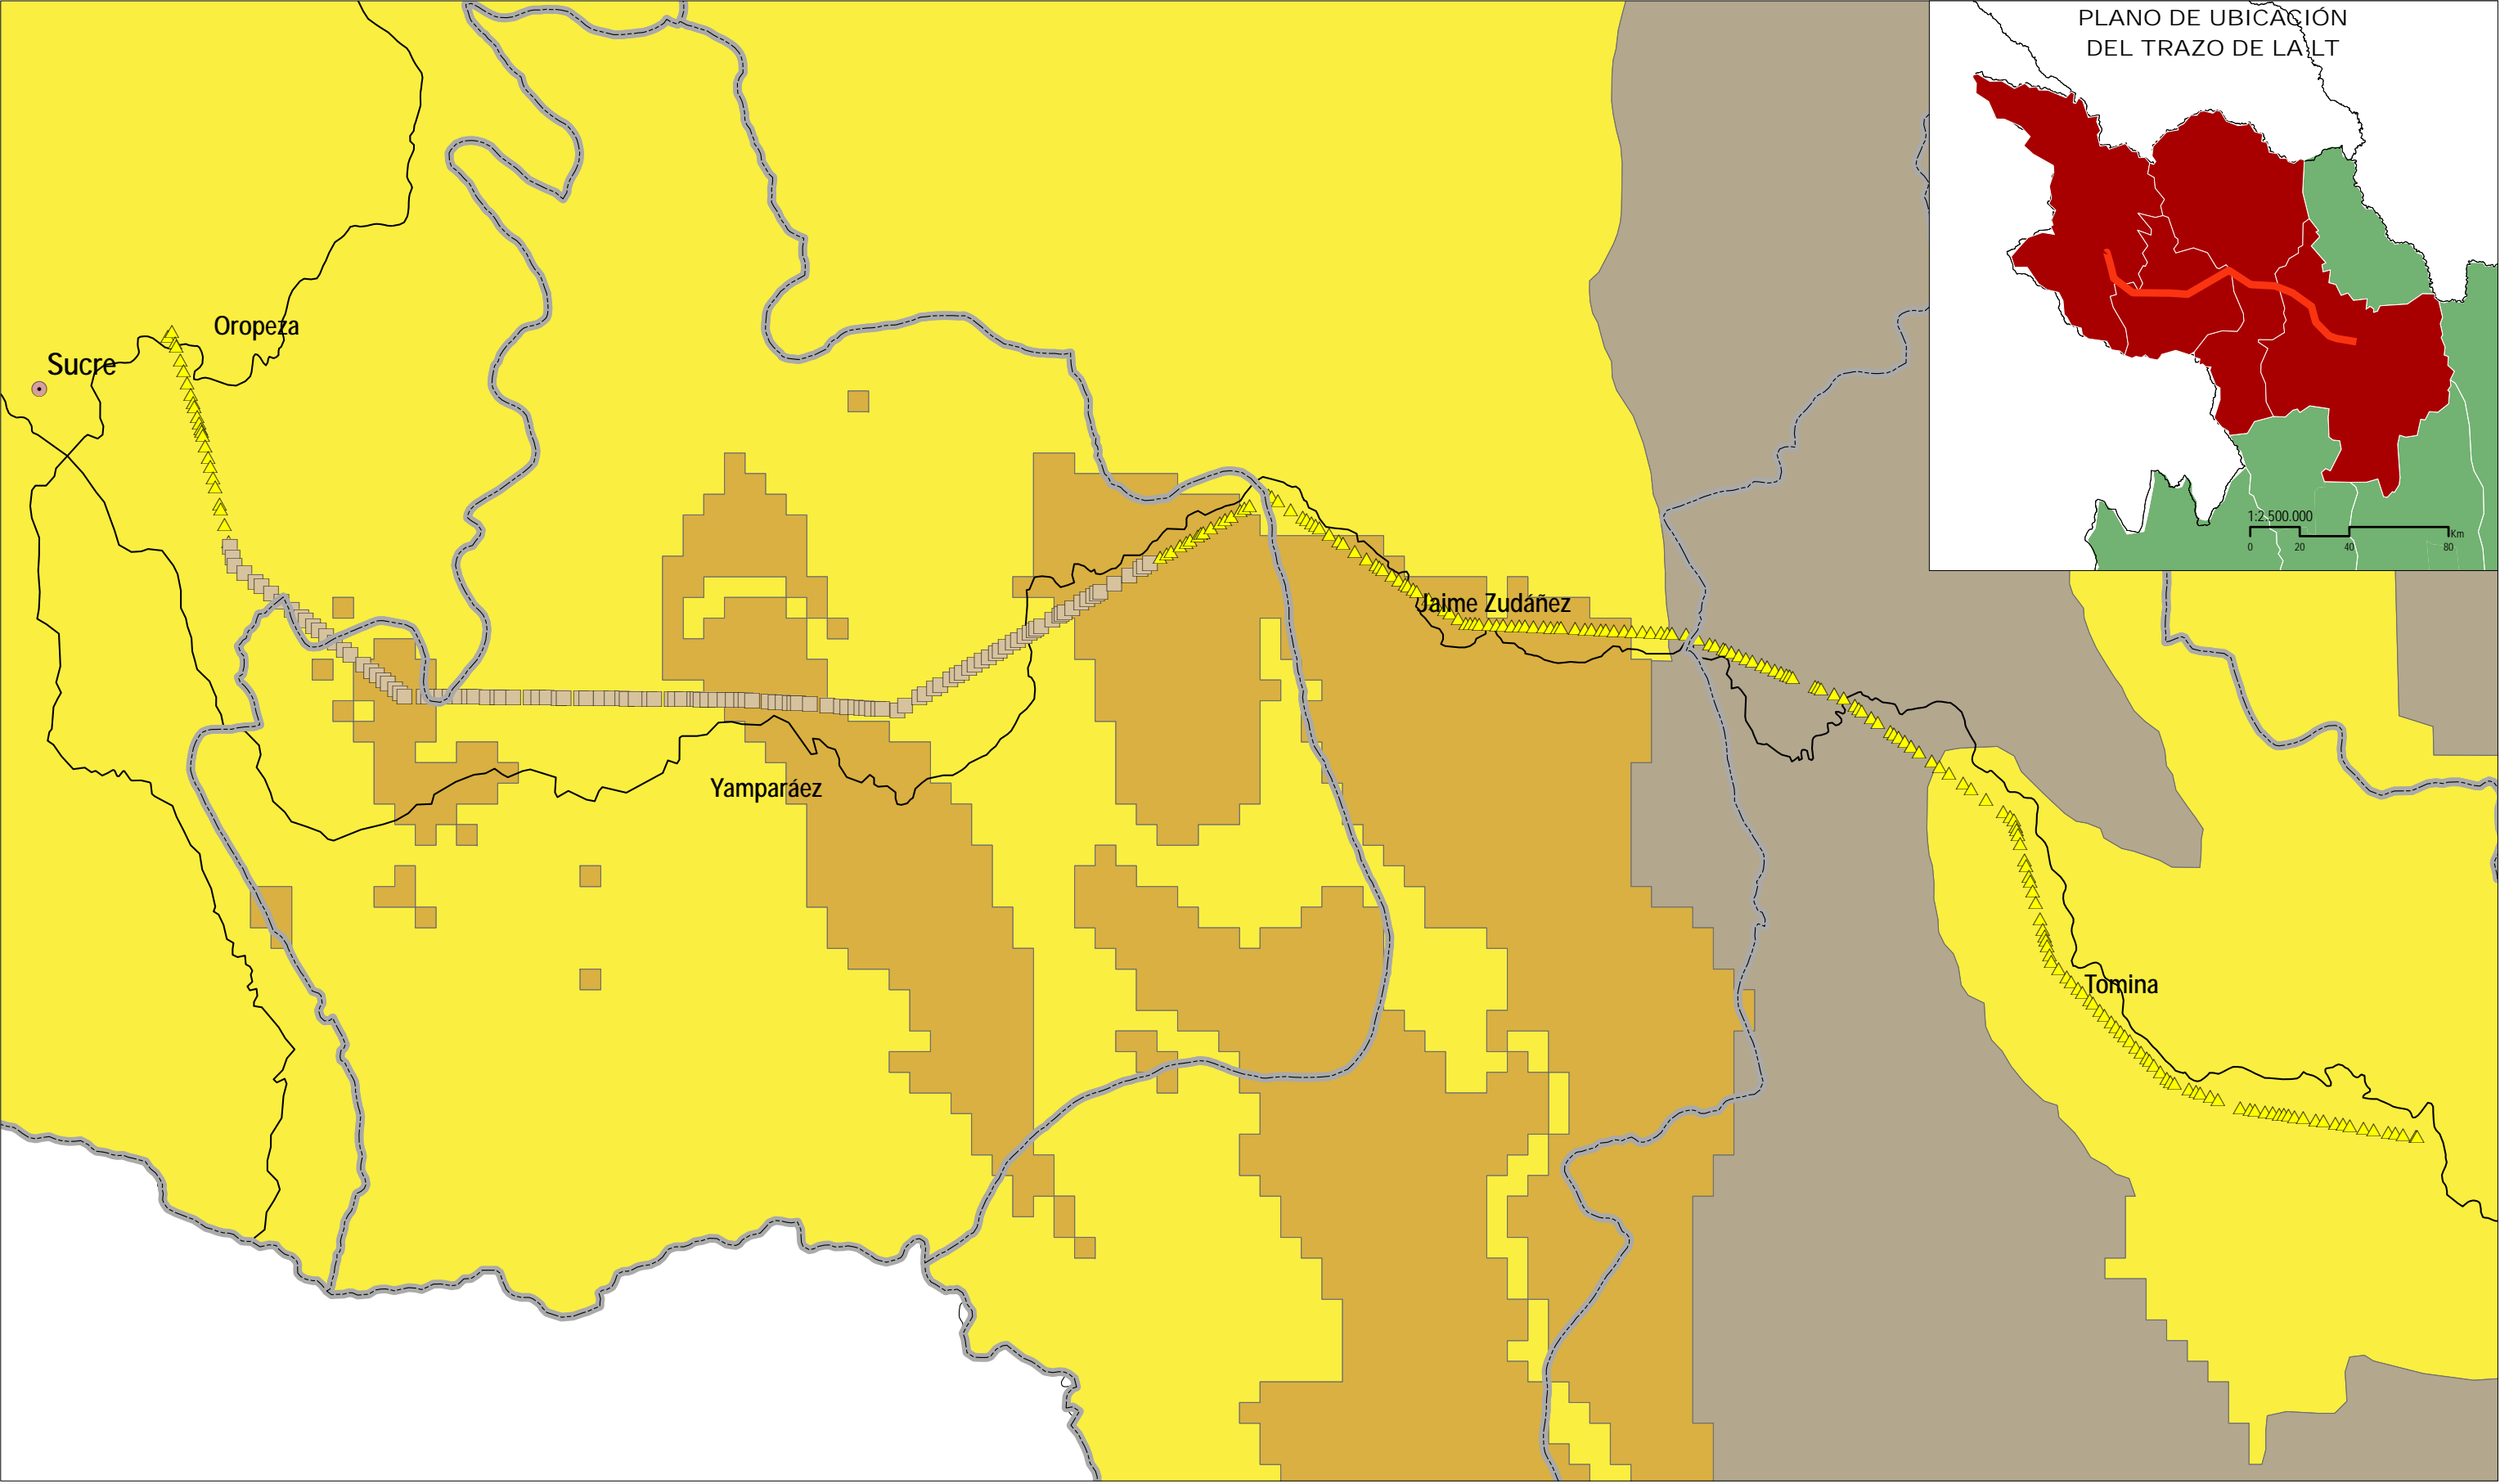 PLANO DE UBICACIÓN
DEL TRAZO DE LA LT
Oropeza
Sucre
1:2.500.000
Km
0 20 40 80
Jaime Zudáñez
Yamparáez
Tomina